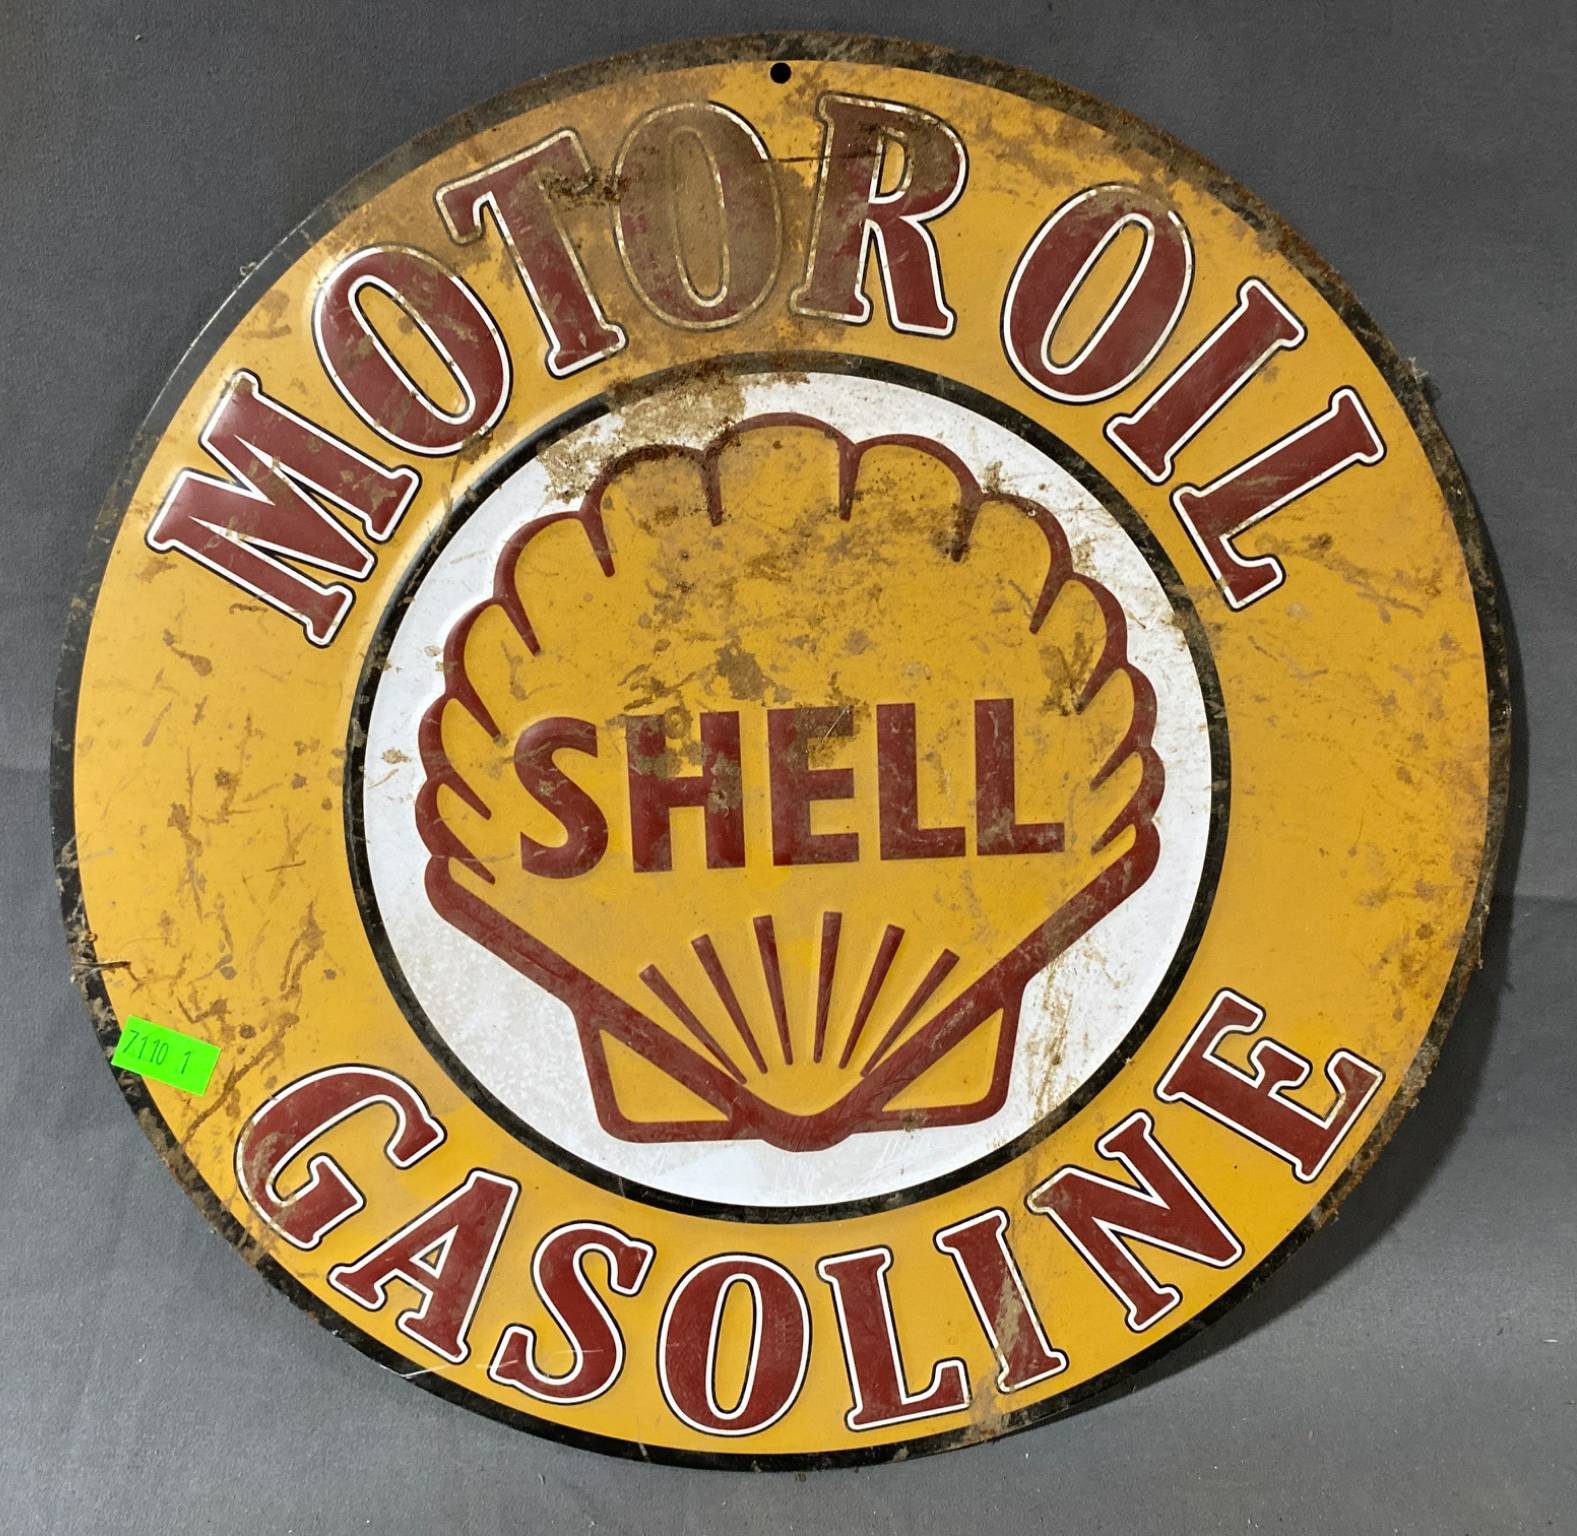 MOTOR OIL
SHELL
7110 1
GASOLINE